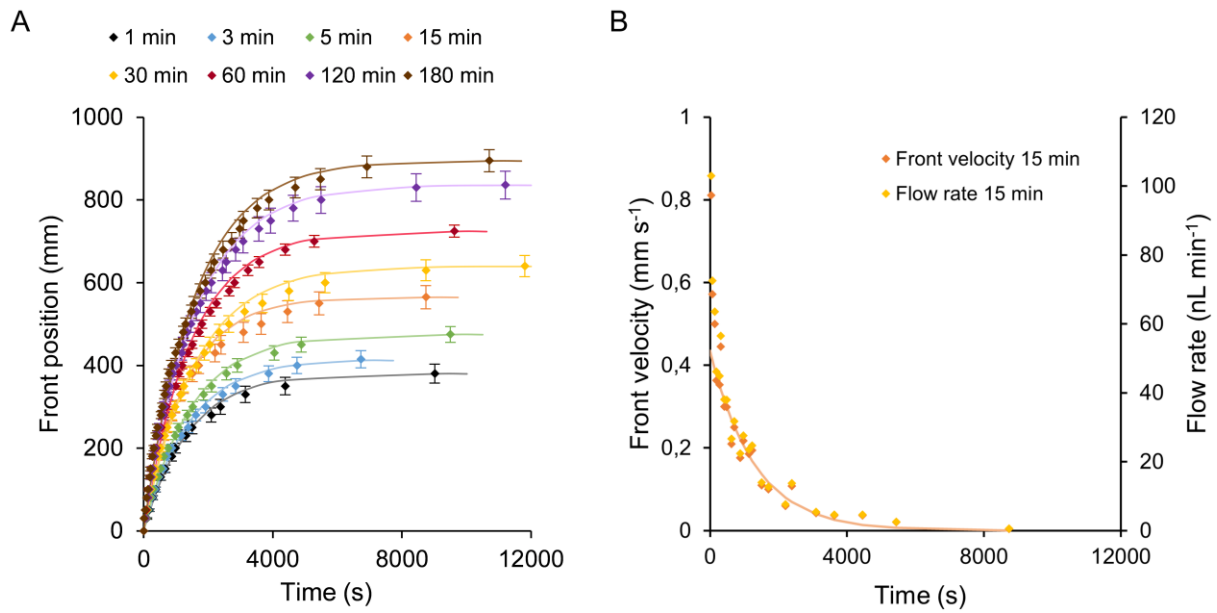 A
1 min 3 min 5 min 15 min
30 min 60 min 120 min 180 min
Front position (mm)
1000
800
600
400
200
0
0 4000 8000 12000
Time (s)
B
Front velocity (mm s⁻¹)
1
0,8
0,6
0,4
0,2
0
Front velocity 15 min
Flow rate 15 min
120
100
80
60
40
20
0
Flow rate (nL min⁻¹)
0 4000 8000 12000
Time (s)